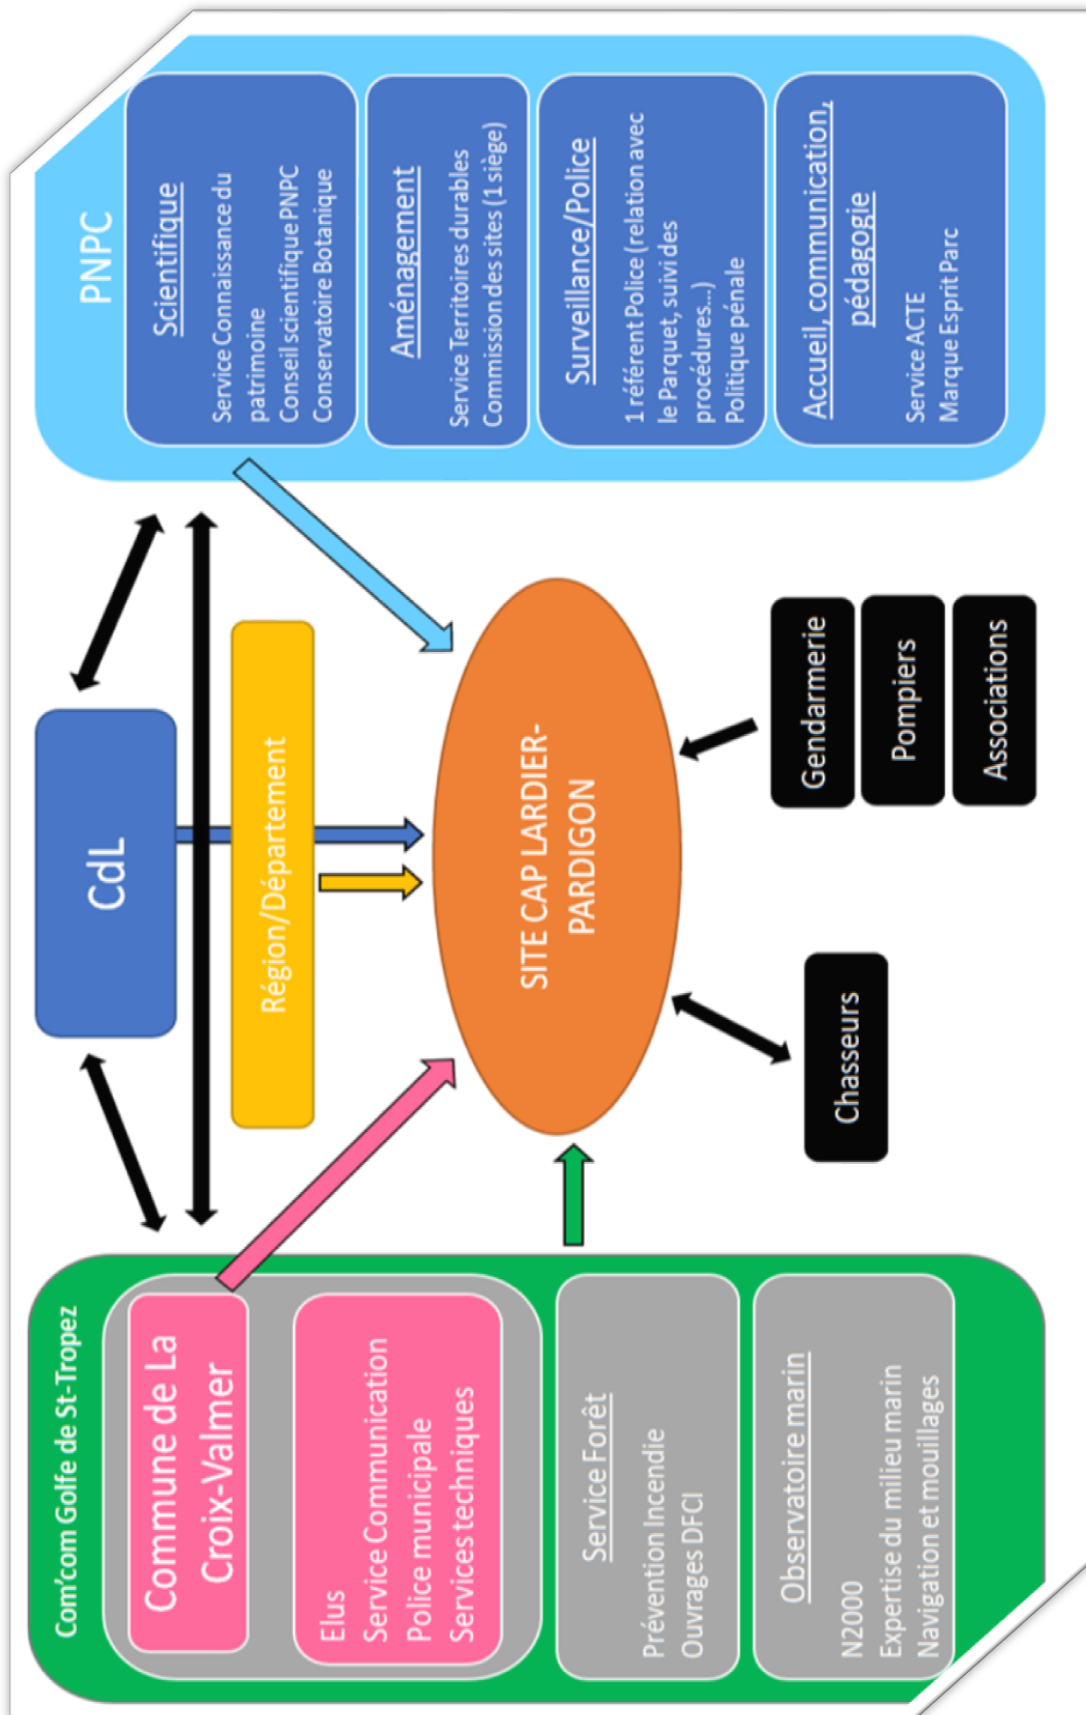 Com'com Golfe de St-Tropez
Commune de La
Croix-Valmer
Elus
Service Communication
Police municipale
Services techniques
Service Forêt
Prévention Incendie
Ouvrages DFCI
Observatoire marin
N2000
Expertise du milieu marin
Navigation et mouillages
CdL
Région/Département
SITE CAP LARDIER-
PARDIGON
Chasseurs
Gendarmerie
Pompiers
Associations
PNPC
Scientifique
Service Connaissance du
patrimoine
Conseil scientifique PNPC
Conservatoire Botanique
Aménagement
Service Territoires durables
Commission des sites (1 siège)
Surveillance/Police
1 référent Police (relation avec
le Parquet, suivi des
procédures...)
Politique pénale
Accueil, communication,
pédagogie
Service ACTE
Marque Esprit Parc